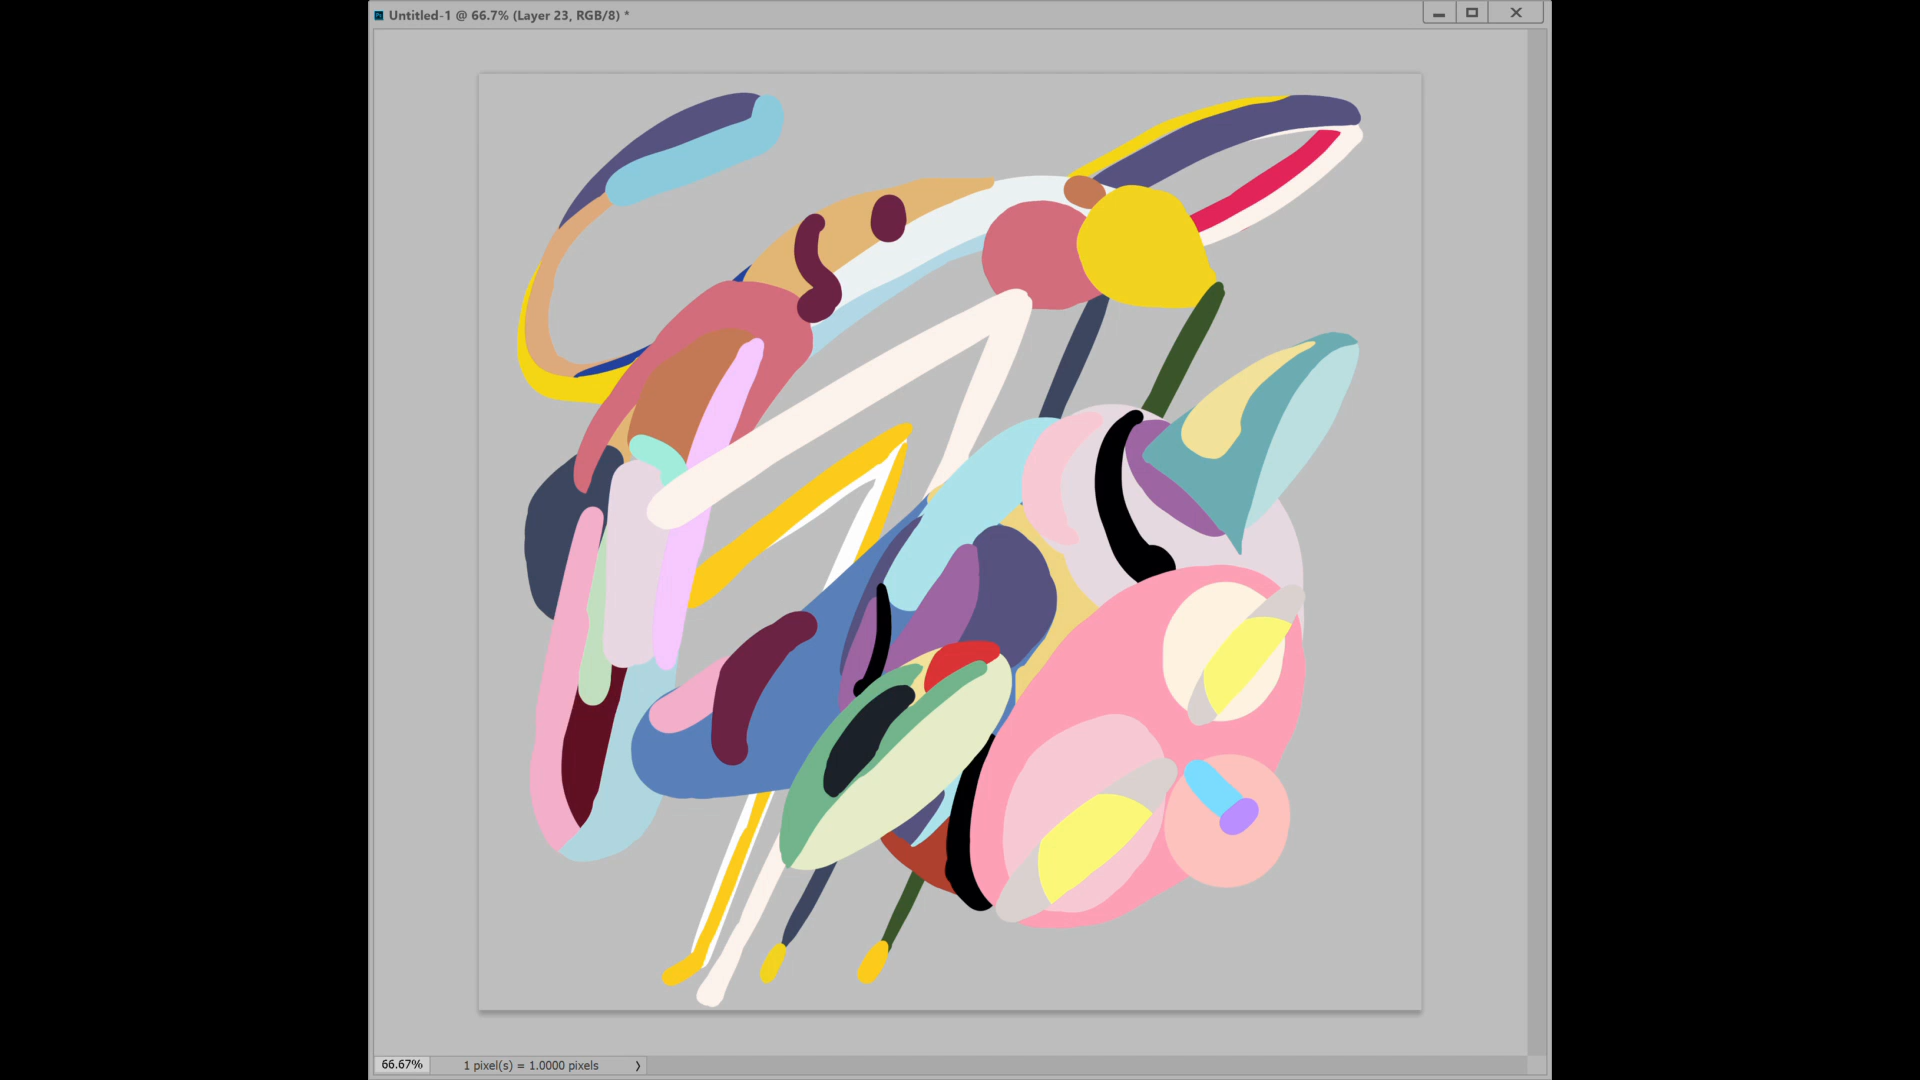 Untitled-1 @ 66.7% (Layer 23, RGB/8) *
66.67% 1 pixel(s) = 1.0000 pixels